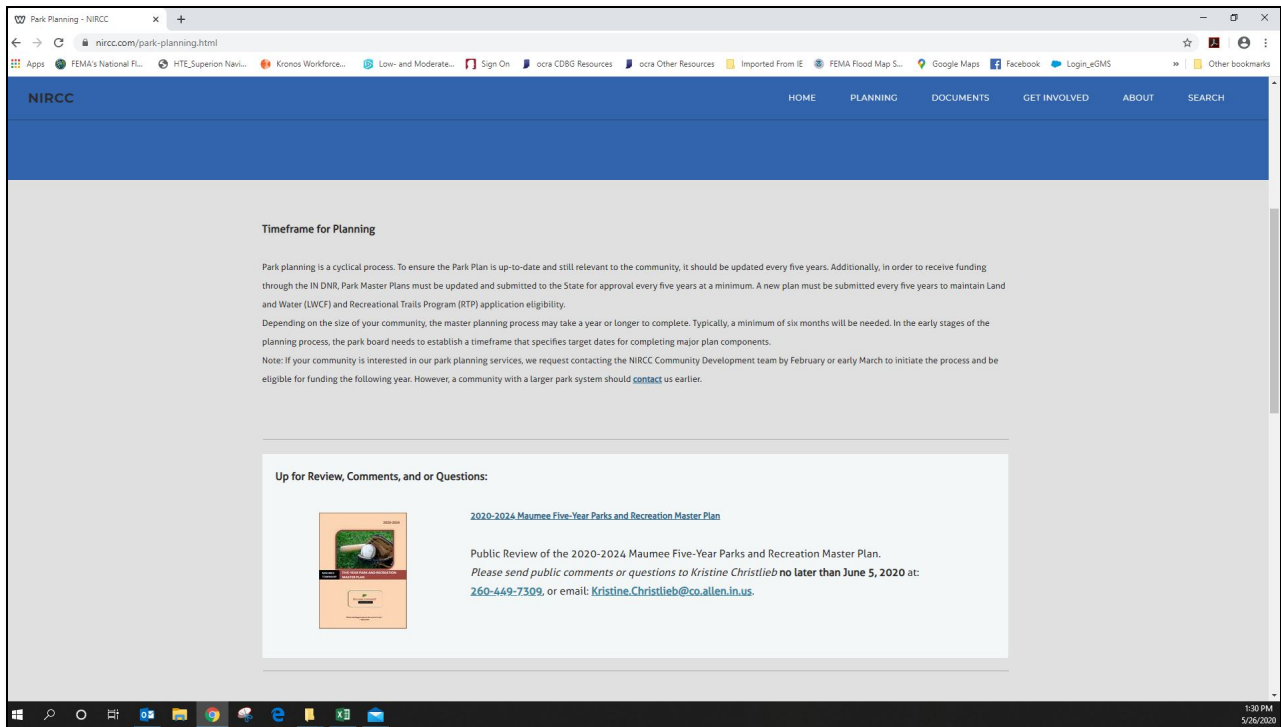 Park Planning - NIRCC
nircc.com/park-planning.html
Apps FEMA's National Fl... HTE_Superion Navi... Kronos Workforce... Low- and Moderate... Sign On ocra CDBG Resources ocra Other Resources Imported From IE FEMA Flood Map S... Google Maps Facebook Login_eGMS Other bookmarks
NIRCC HOME PLANNING DOCUMENTS GET INVOLVED ABOUT SEARCH
Timeframe for Planning
Park planning is a cyclical process. To ensure the Park Plan is up-to-date and still relevant to the community, it should be updated every five years. Additionally, in order to receive funding
through the IN DNR, Park Master Plans must be updated and submitted to the State for approval every five years at a minimum. A new plan must be submitted every five years to maintain Land
and Water (LWCF) and Recreational Trails Program (RTP) application eligibility.
Depending on the size of your community, the master planning process may take a year or longer to complete. Typically, a minimum of six months will be needed. In the early stages of the
planning process, the park board needs to establish a timeframe that specifies target dates for completing major plan components.
Note: If your community is interested in our park planning services, we request contacting the NIRCC Community Development team by February or early March to initiate the process and be
eligible for funding the following year. However, a community with a larger park system should contact us earlier.
Up for Review, Comments, and or Questions:
2020-2024
FIVE-YEAR PARKS AND RECREATION
MASTER PLAN
2020-2024 Maumee Five-Year Parks and Recreation Master Plan
Public Review of the 2020-2024 Maumee Five-Year Parks and Recreation Master Plan.
Please send public comments or questions to Kristine Christlieb no later than June 5, 2020 at:
260-449-7309, or email: Kristine.Christlieb@co.allen.in.us.
1:30 PM
5/26/2020